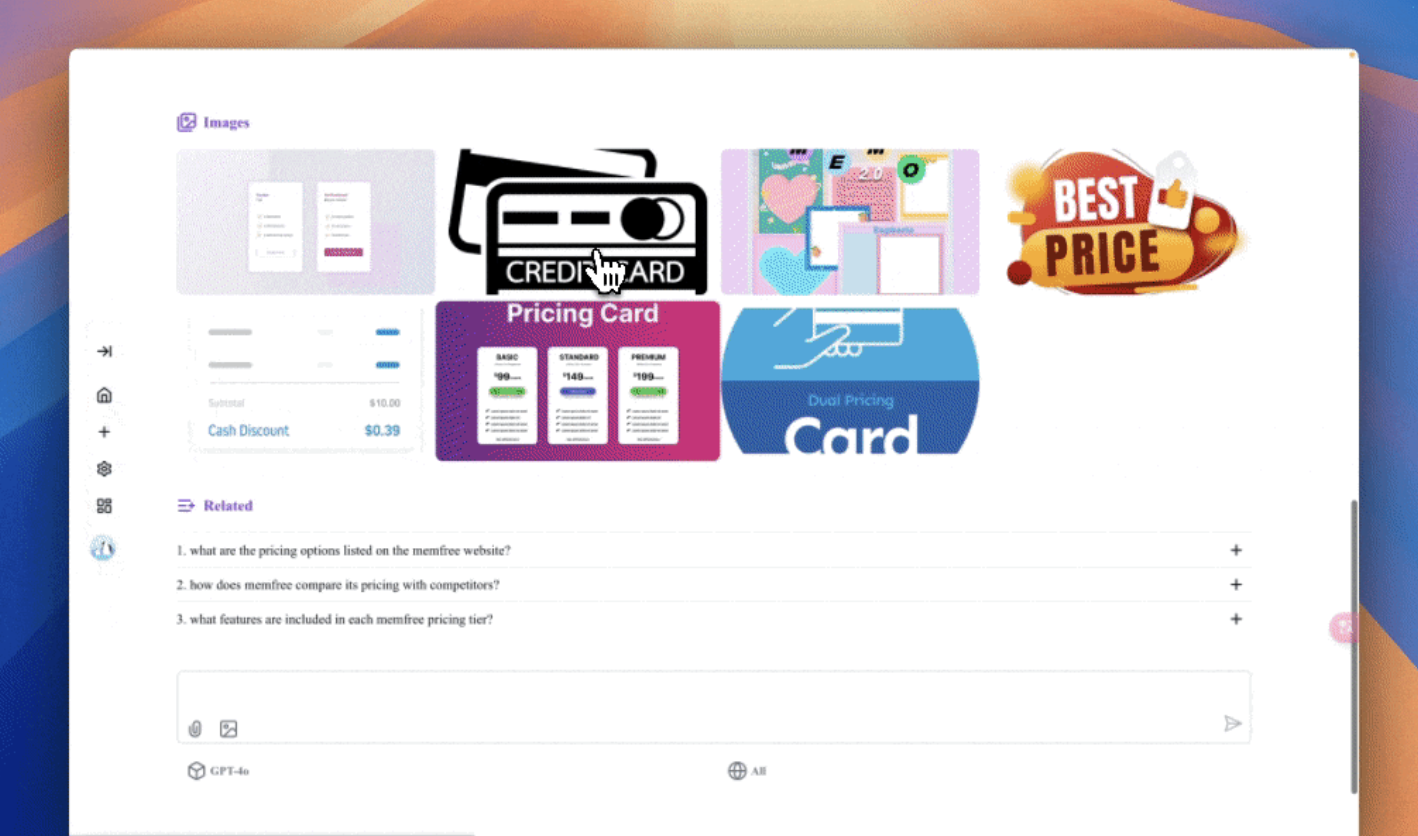 Images
CREDIT CARD
M E M O
2.0
Euphoria
BEST
PRICE
Subtotal $10.00
Cash Discount $0.39
Pricing Card
BASIC STANDARD PREMIUM
$99 $149 $199
Dual Pricing
Card
Related
1. what are the pricing options listed on the memfree website?
2. how does memfree compare its pricing with competitors?
3. what features are included in each memfree pricing tier?
GPT-4o
All